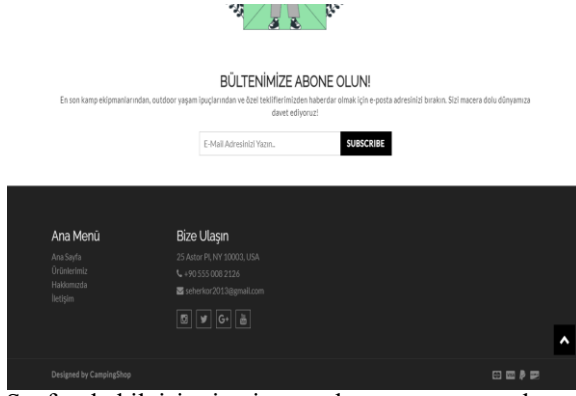 BÜLTENİMİZE ABONE OLUN!
En son kamp ekipmanlarından, outdoor yaşam ipuçlarından ve özel tekliflerimizden haberdar olmak için e-posta adresinizi bırakın. Sizi macera dolu dünyamıza
davet ediyoruz!
E-Mail Adresinizi Yazın..
SUBSCRIBE
Ana Menü
Ana Sayfa
Ürünlerimiz
Hakkımızda
İletişim
Bize Ulaşın
25 Astor Pl, NY 10003, USA
+90 555 008 2126
seherkor2013@gmail.com
G+
Designed by CampingShop